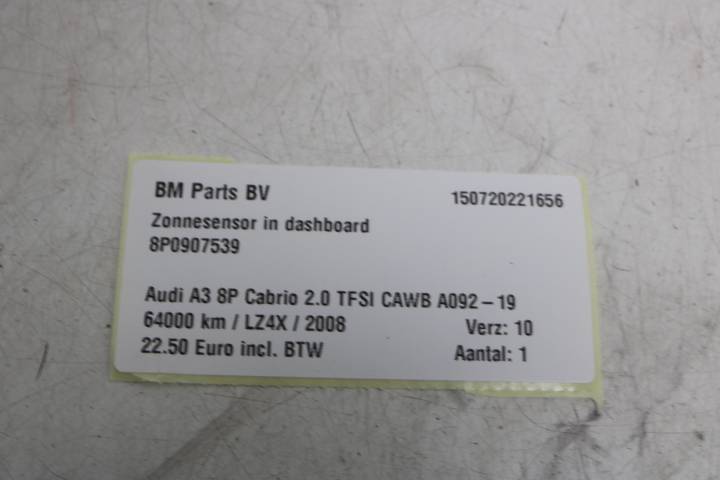 BM Parts BV 150720221656
Zonnesensor in dashboard
8P0907539
Audi A3 8P Cabrio 2.0 TFSI CAWB A092 – 19
64000 km / LZ4X / 2008 Verz: 10
22.50 Euro incl. BTW Aantal: 1